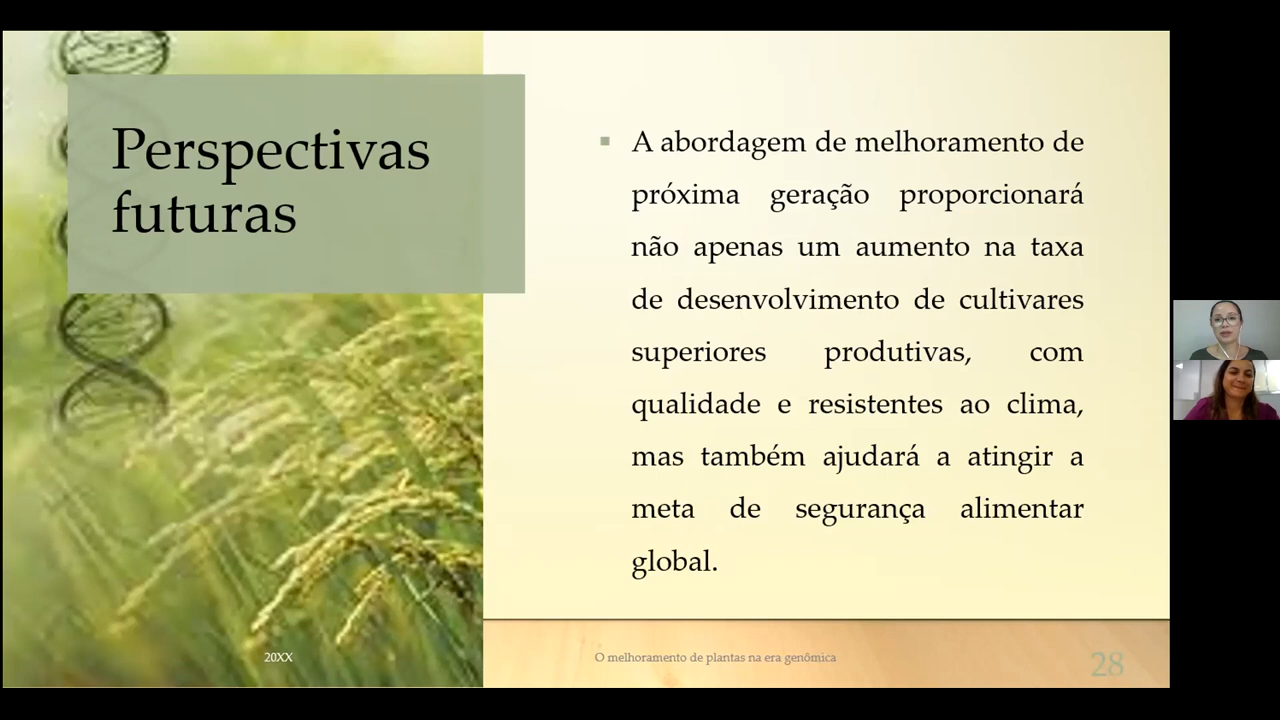 Perspectivas
futuras
▪ A abordagem de melhoramento de
próxima geração proporcionará
não apenas um aumento na taxa
de desenvolvimento de cultivares
superiores produtivas, com
qualidade e resistentes ao clima,
mas também ajudará a atingir a
meta de segurança alimentar
global.
20XX
O melhoramento de plantas na era genômica
28